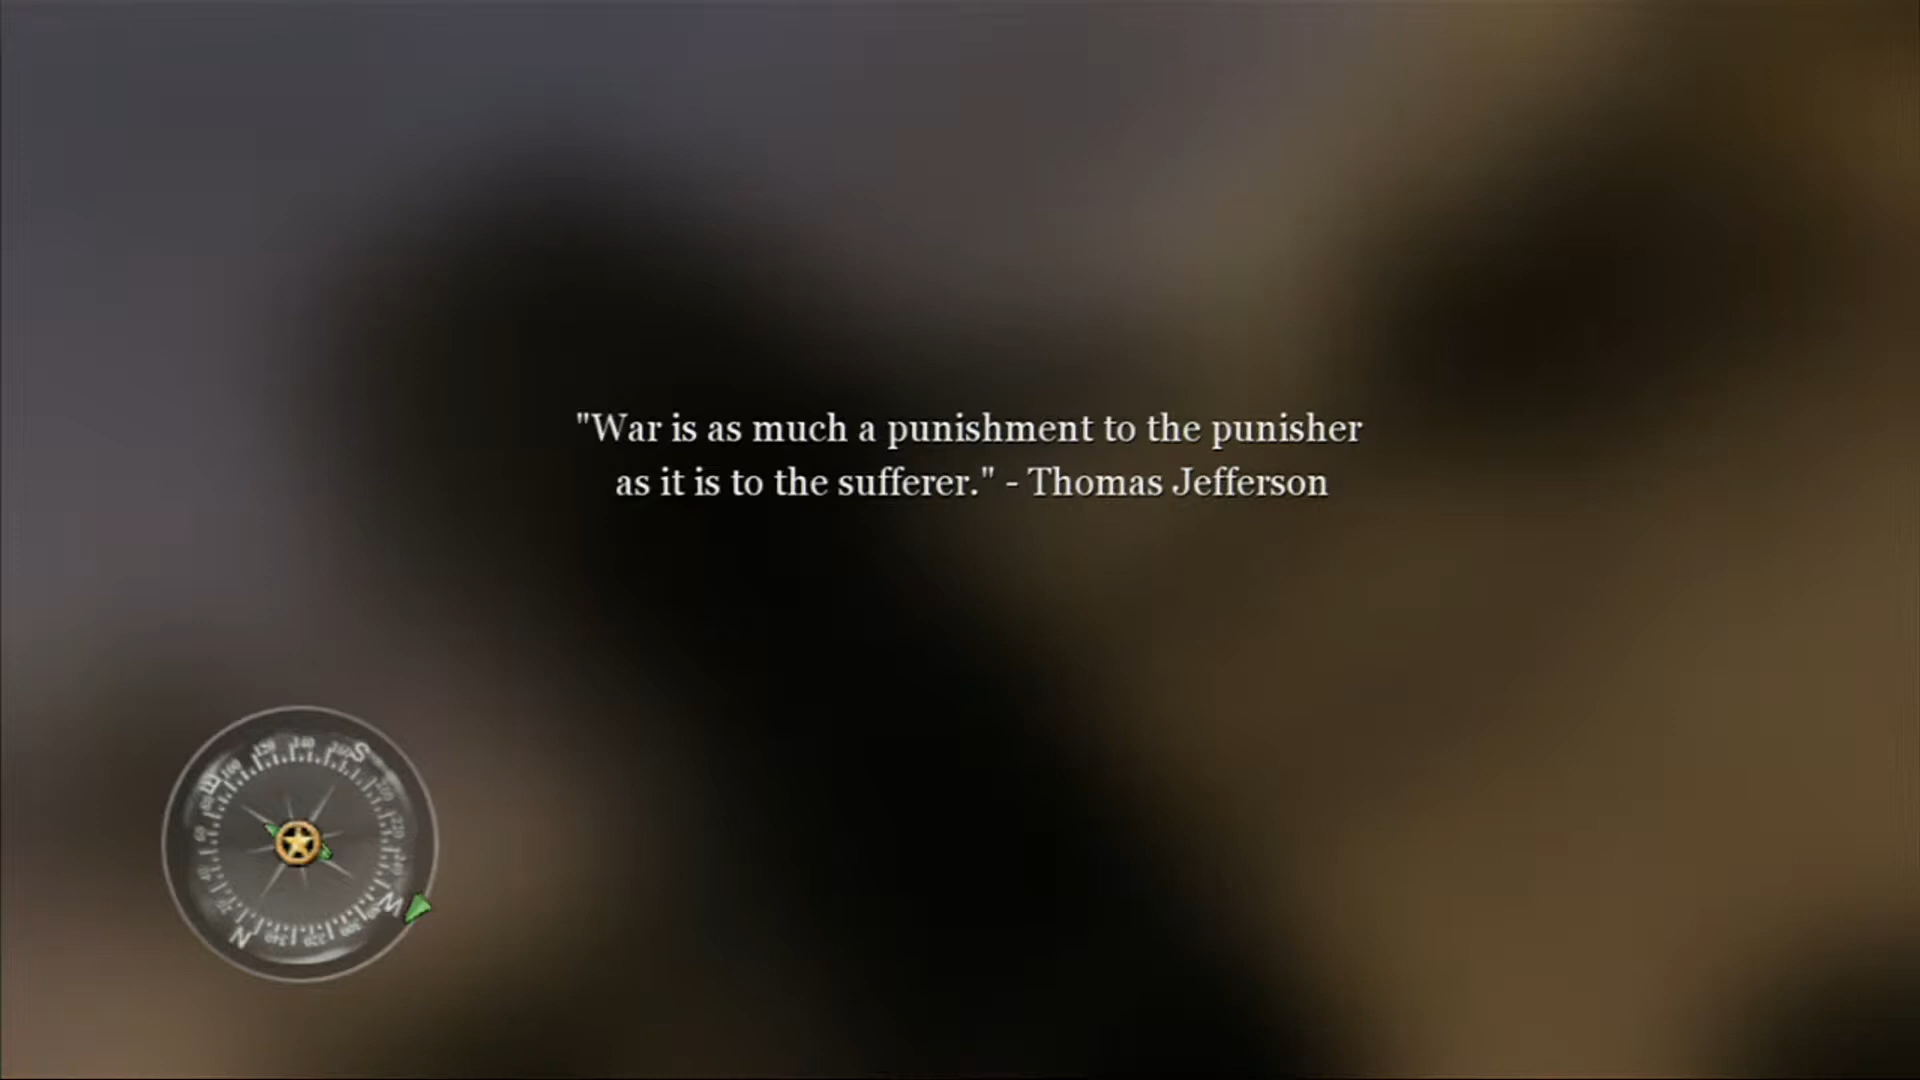 "War is as much a punishment to the punisher
as it is to the sufferer." - Thomas Jefferson
S
E
W
N